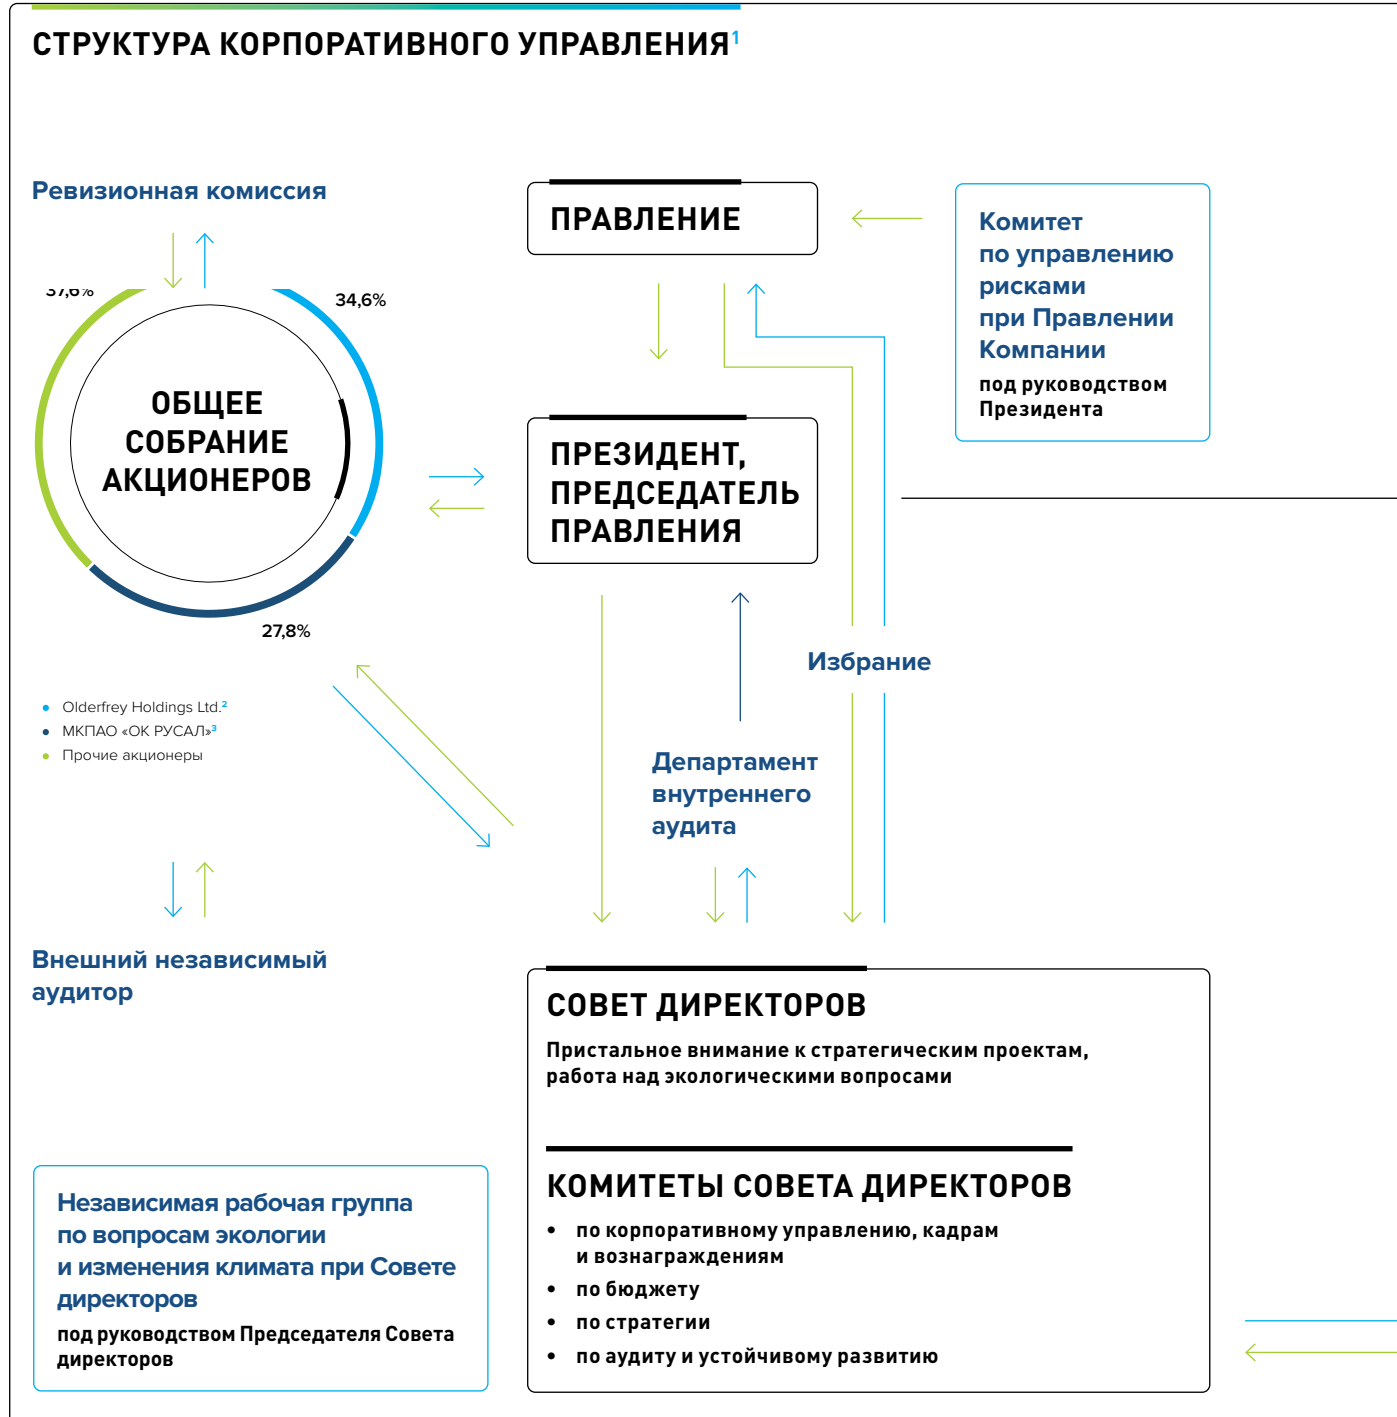 СТРУКТУРА КОРПОРАТИВНОГО УПРАВЛЕНИЯ¹
Ревизионная комиссия
37,6%
34,6%
ОБЩЕЕ
СОБРАНИЕ
АКЦИОНЕРОВ
27,8%
• Olderfrey Holdings Ltd.²
• МКПАО «ОК РУСАЛ»³
• Прочие акционеры
ПРАВЛЕНИЕ
Комитет
по управлению
рисками
при Правлении
Компании
под руководством
Президента
ПРЕЗИДЕНТ,
ПРЕДСЕДАТЕЛЬ
ПРАВЛЕНИЯ
Избрание
Департамент
внутреннего
аудита
Внешний независимый
аудитор
СОВЕТ ДИРЕКТОРОВ
Пристальное внимание к стратегическим проектам,
работа над экологическими вопросами
КОМИТЕТЫ СОВЕТА ДИРЕКТОРОВ
• по корпоративному управлению, кадрам
и вознаграждениям
• по бюджету
• по стратегии
• по аудиту и устойчивому развитию
Независимая рабочая группа
по вопросам экологии
и изменения климата при Совете
директоров
под руководством Председателя Совета
директоров